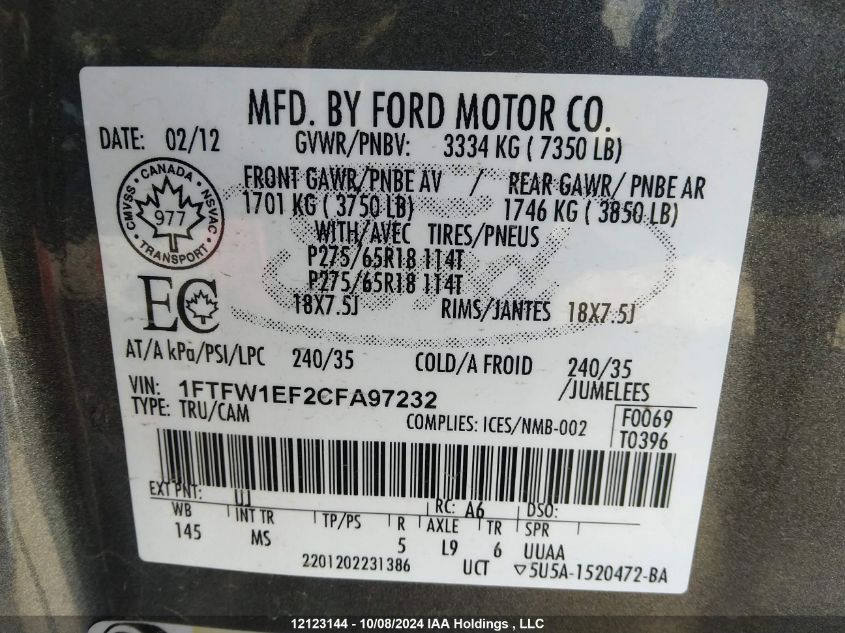 MFD. BY FORD MOTOR CO.
DATE: 02/12 GVWR/PNBV: 3334 KG ( 7350 LB)
FRONT GAWR/PNBE AV / REAR GAWR/ PNBE AR
1701 KG ( 3750 LB) 1746 KG ( 3850 LB)
WITH/AVEC TIRES/PNEUS
P275/65R18 114T
P275/65R18 114T
18X7.5J RIMS/JANTES 18X7.5J
CANADA
CMVSS NSVAC
977
TRANSPORT
EC
Ford
AT/A kPa/PSI/LPC 240/35 COLD/A FROID 240/35
VIN: 1FTFW1EF2CFA97232 /JUMELEES
TYPE: TRU/CAM COMPLIES: ICES/NMB-002 F0069
T0396
EXT PNT: UJ RC: A6 DSO:
WB INT TR TP/PS R AXLE TR SPR
145 MS 5 L9 6 UUAA
2201202231386 UCT ▽5U5A-1520472-BA
12123144 - 10/08/2024 IAA Holdings , LLC